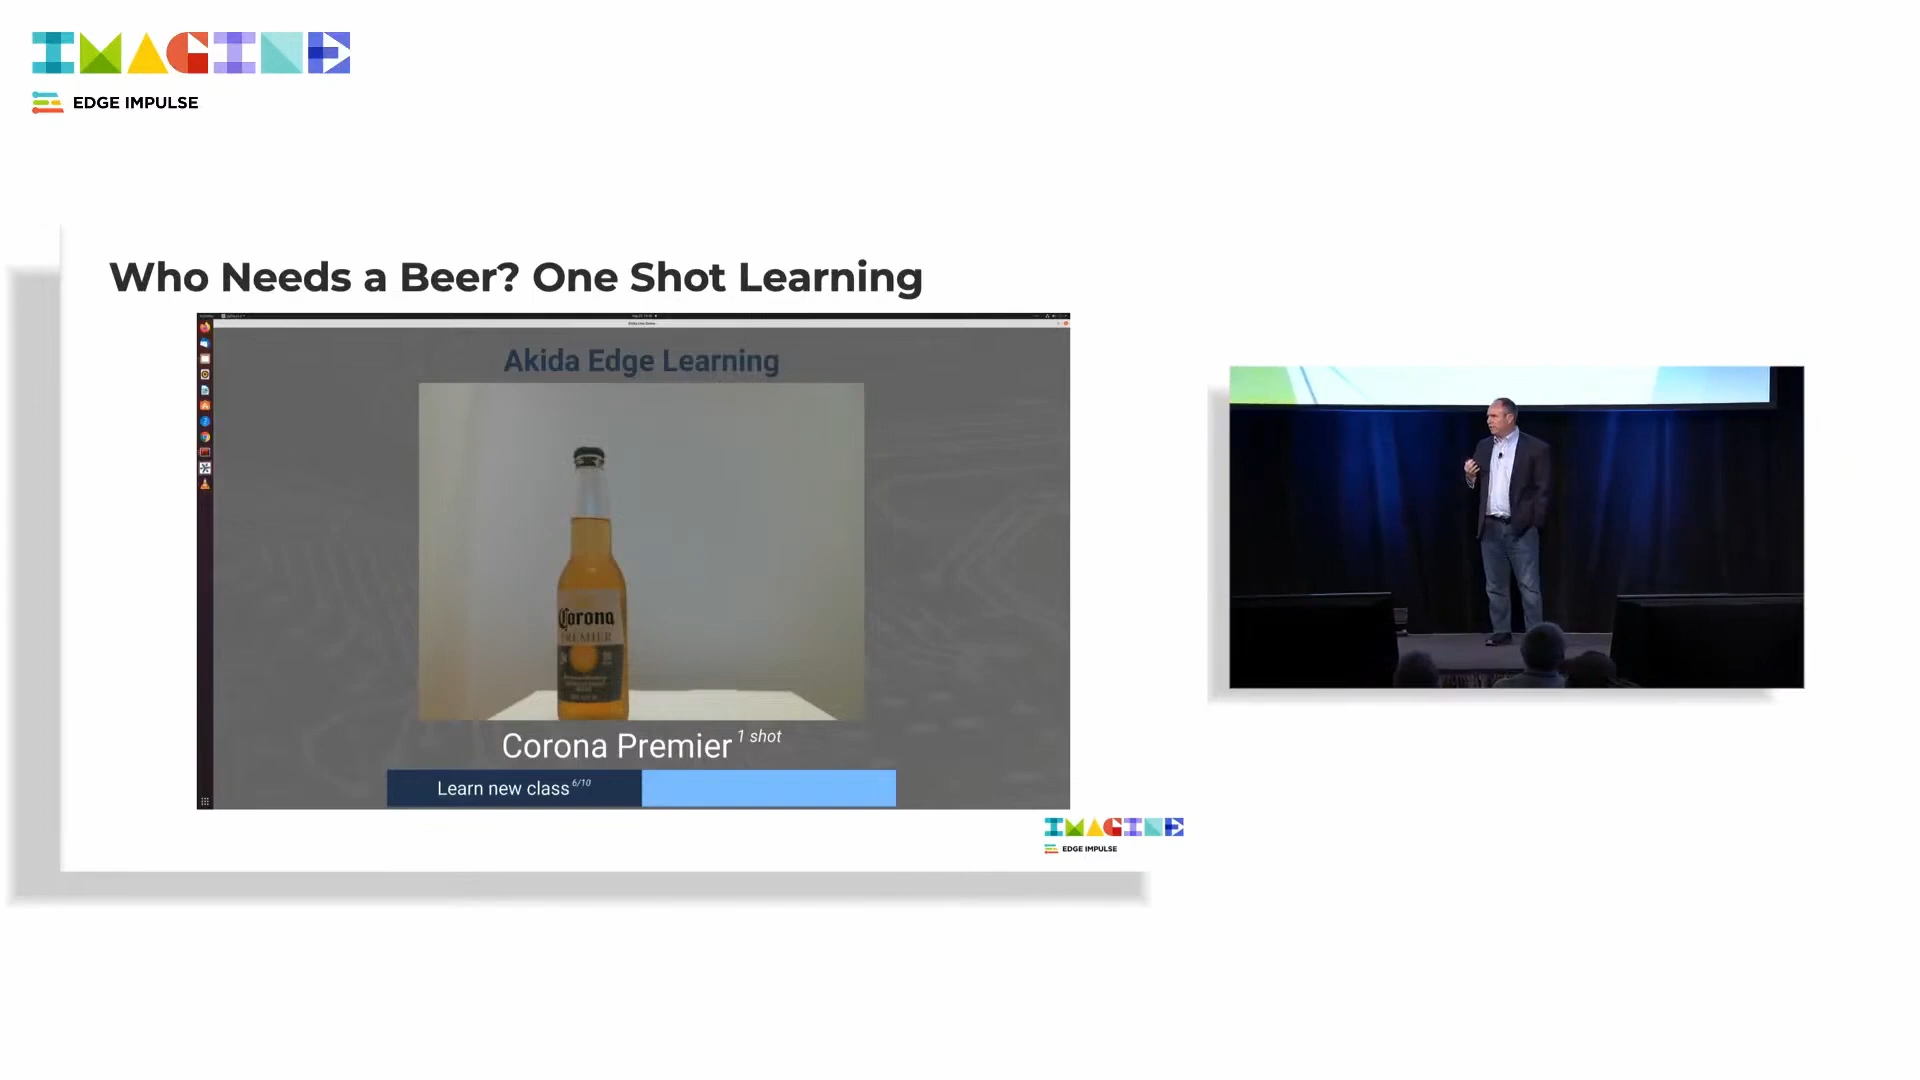 IMAGINE
EDGE IMPULSE
Who Needs a Beer? One Shot Learning
Akida Edge Learning
Corona
PREMIER
Corona Premier 1 shot
Learn new class 6/10
IMAGINE
EDGE IMPULSE